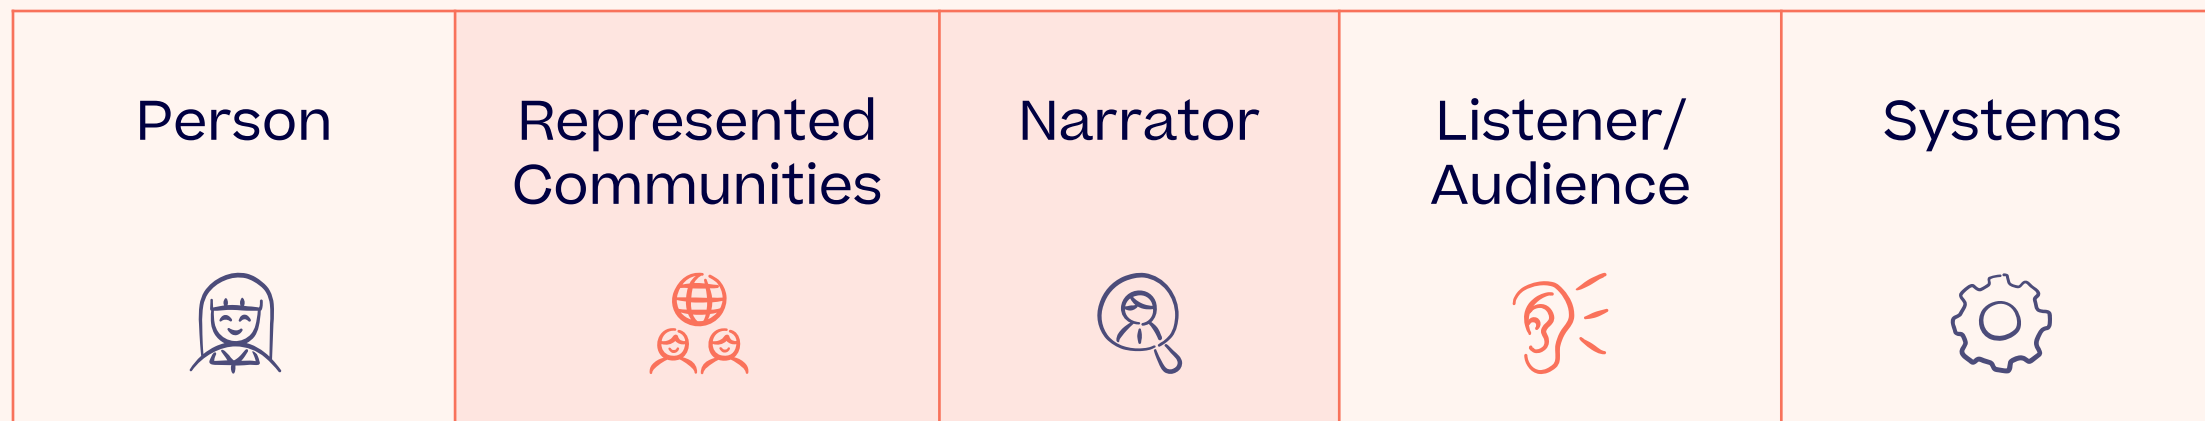 Person
Represented
Communities
Narrator
Listener/
Audience
Systems